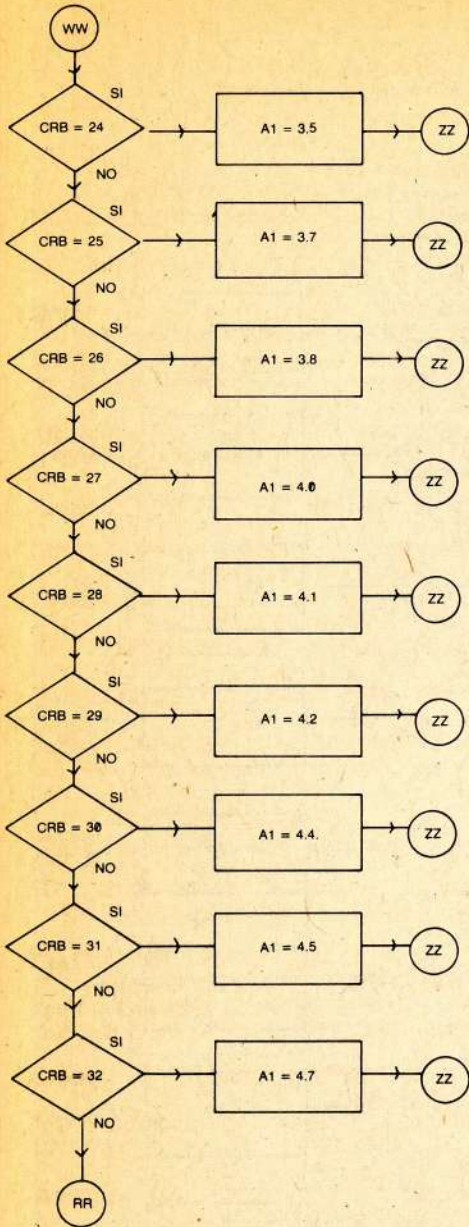 WW
SI
CRB = 24
A1 = 3.5
ZZ
NO
SI
CRB = 25
A1 = 3.7
ZZ
NO
SI
CRB = 26
A1 = 3.8
ZZ
NO
SI
CRB = 27
A1 = 4.0
ZZ
NO
SI
CRB = 28
A1 = 4.1
ZZ
NO
SI
CRB = 29
A1 = 4.2
ZZ
NO
SI
CRB = 30
A1 = 4.4.
ZZ
NO
SI
CRB = 31
A1 = 4.5
ZZ
NO
SI
CRB = 32
A1 = 4.7
ZZ
NO
RR